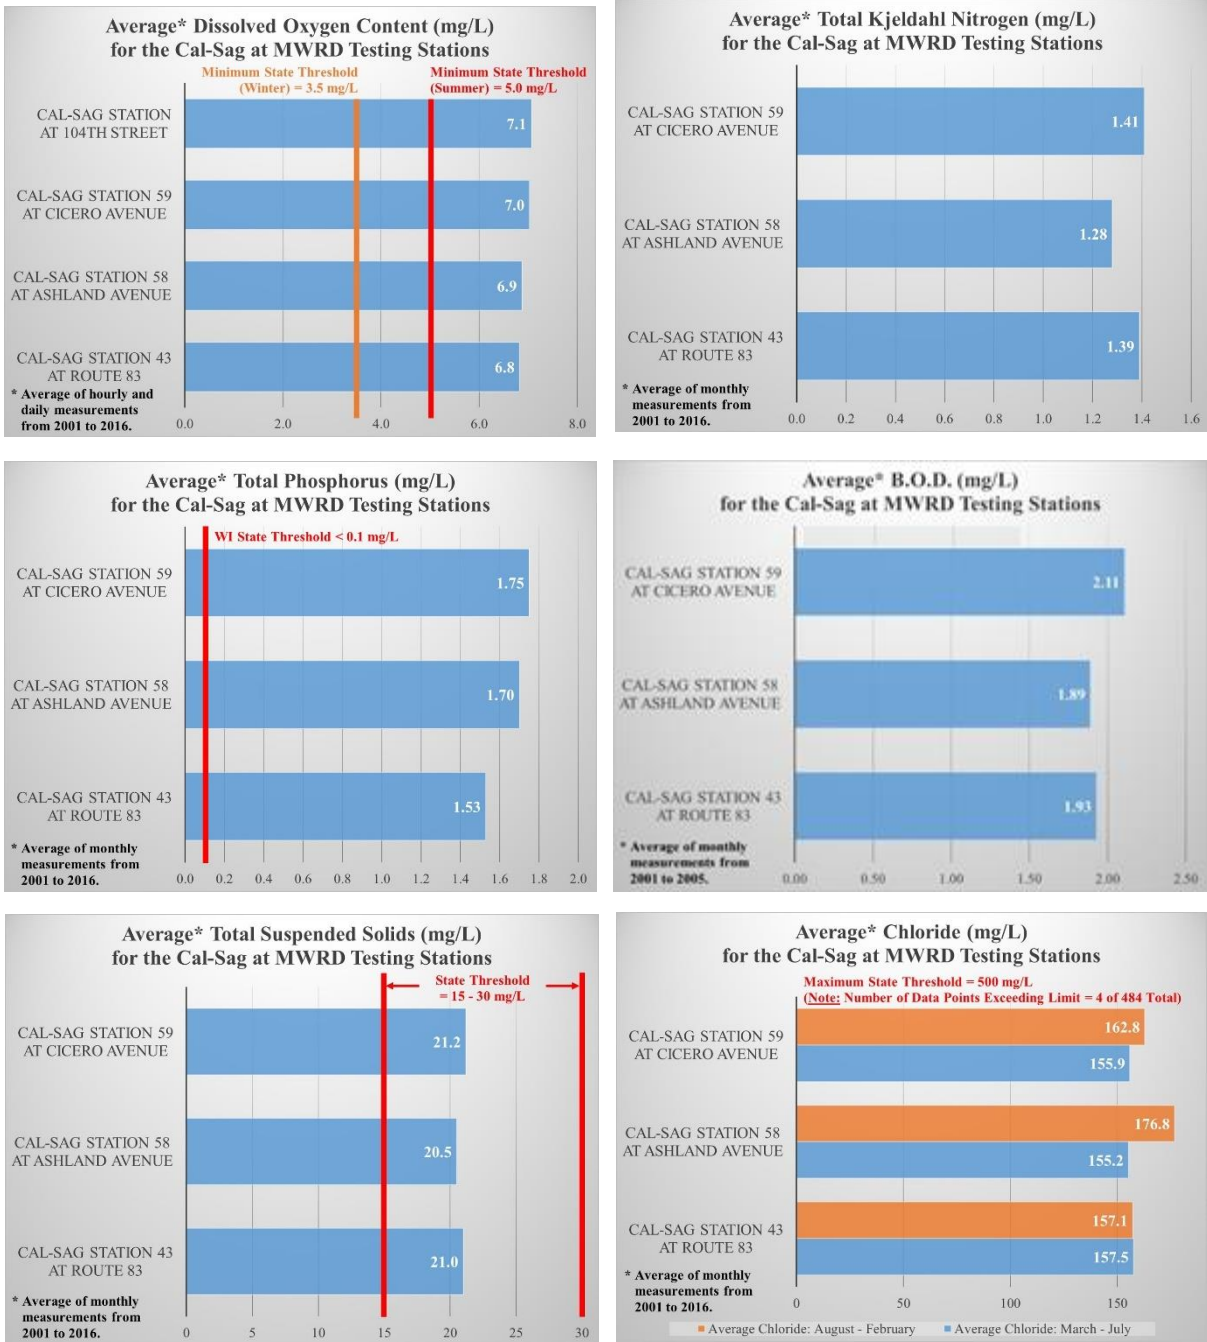 Average* Dissolved Oxygen Content (mg/L)
for the Cal-Sag at MWRD Testing Stations
Minimum State Threshold
(Winter) = 3.5 mg/L
Minimum State Threshold
(Summer) = 5.0 mg/L
CAL-SAG STATION
AT 104TH STREET
7.1
CAL-SAG STATION 59
AT CICERO AVENUE
7.0
CAL-SAG STATION 58
AT ASHLAND AVENUE
6.9
CAL-SAG STATION 43
AT ROUTE 83
6.8
* Average of hourly and
daily measurements
from 2001 to 2016.
0.0 2.0 4.0 6.0 8.0
Average* Total Kjeldahl Nitrogen (mg/L)
for the Cal-Sag at MWRD Testing Stations
CAL-SAG STATION 59
AT CICERO AVENUE
1.41
CAL-SAG STATION 58
AT ASHLAND AVENUE
1.28
CAL-SAG STATION 43
AT ROUTE 83
1.39
* Average of monthly
measurements from
2001 to 2016.
0.0 0.2 0.4 0.6 0.8 1.0 1.2 1.4 1.6
Average* Total Phosphorus (mg/L)
for the Cal-Sag at MWRD Testing Stations
WI State Threshold < 0.1 mg/L
CAL-SAG STATION 59
AT CICERO AVENUE
1.75
CAL-SAG STATION 58
AT ASHLAND AVENUE
1.70
CAL-SAG STATION 43
AT ROUTE 83
1.53
* Average of monthly
measurements from
2001 to 2016.
0.0 0.2 0.4 0.6 0.8 1.0 1.2 1.4 1.6 1.8 2.0
Average* B.O.D. (mg/L)
for the Cal-Sag at MWRD Testing Stations
CAL-SAG STATION 59
AT CICERO AVENUE
2.11
CAL-SAG STATION 58
AT ASHLAND AVENUE
1.89
CAL-SAG STATION 43
AT ROUTE 83
1.93
* Average of monthly
measurements from
2001 to 2005.
0.00 0.50 1.00 1.50 2.00 2.50
Average* Total Suspended Solids (mg/L)
for the Cal-Sag at MWRD Testing Stations
State Threshold
= 15 - 30 mg/L
CAL-SAG STATION 59
AT CICERO AVENUE
21.2
CAL-SAG STATION 58
AT ASHLAND AVENUE
20.5
CAL-SAG STATION 43
AT ROUTE 83
21.0
* Average of monthly
measurements from
2001 to 2016.
0 5 10 15 20 25 30
Average* Chloride (mg/L)
for the Cal-Sag at MWRD Testing Stations
Maximum State Threshold = 500 mg/L
(Note: Number of Data Points Exceeding Limit = 4 of 484 Total)
CAL-SAG STATION 59
AT CICERO AVENUE
162.8
155.9
CAL-SAG STATION 58
AT ASHLAND AVENUE
176.8
155.2
CAL-SAG STATION 43
AT ROUTE 83
157.1
157.5
* Average of monthly
measurements from
2001 to 2016.
0 50 100 150
Average Chloride: August - February
Average Chloride: March - July